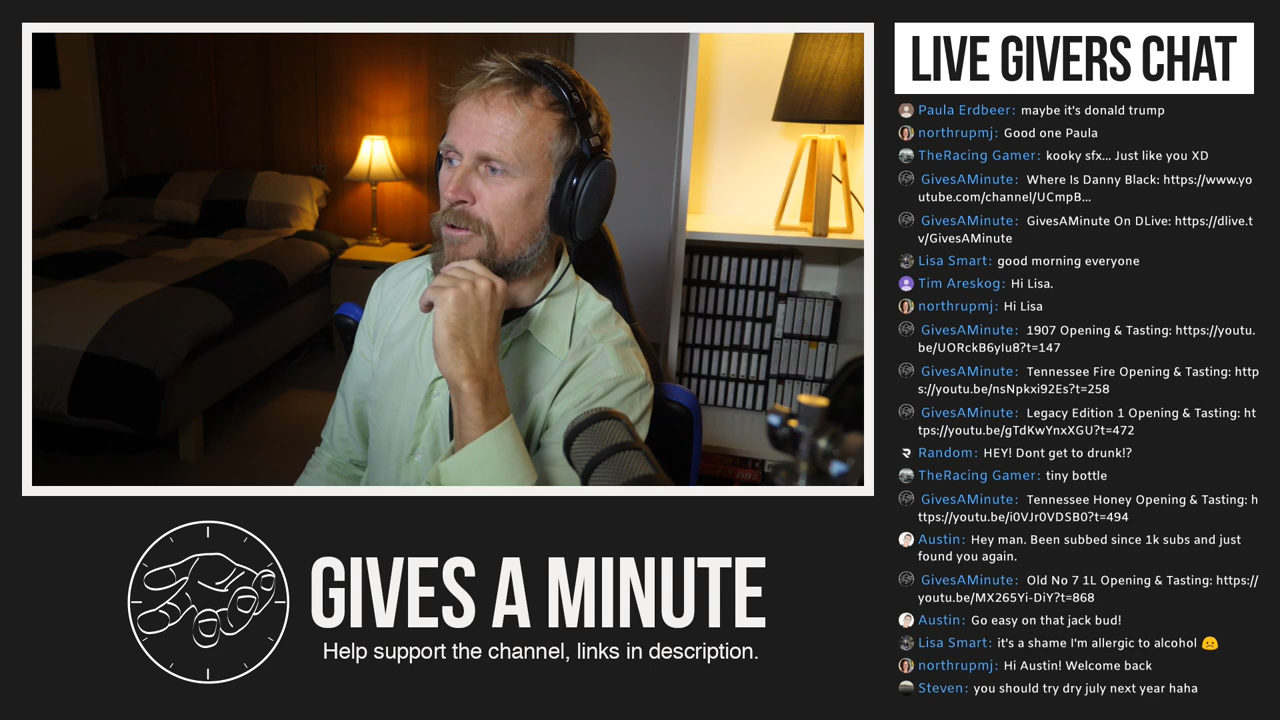 LIVE GIVERS CHAT
Paula Erdbeer: maybe it's donald trump
northrupmj: Good one Paula
TheRacing Gamer: kooky sfx... Just like you XD
GivesAMinute: Where Is Danny Black: https://www.yo
utube.com/channel/UCmpB...
GivesAMinute: GivesAMinute On DLive: https://dlive.t
v/GivesAMinute
Lisa Smart: good morning everyone
Tim Areskog: Hi Lisa.
northrupmj: Hi Lisa
GivesAMinute: 1907 Opening & Tasting: https://youtu.
be/UORckB6yIu8?t=147
GivesAMinute: Tennessee Fire Opening & Tasting: http
s://youtu.be/nsNpkxi92Es?t=258
GivesAMinute: Legacy Edition 1 Opening & Tasting: ht
tps://youtu.be/gTdKwYnxXGU?t=472
Random: HEY! Dont get to drunk!?
TheRacing Gamer: tiny bottle
GivesAMinute: Tennessee Honey Opening & Tasting: h
ttps://youtu.be/i0VJr0VDSB0?t=494
Austin: Hey man. Been subbed since 1k subs and just
found you again.
GivesAMinute: Old No 7 1L Opening & Tasting: https://
youtu.be/MX265Yi-DiY?t=868
Austin: Go easy on that jack bud!
Lisa Smart: it's a shame I'm allergic to alcohol ☹️
northrupmj: Hi Austin! Welcome back
Steven: you should try dry july next year haha
GIVES A MINUTE
Help support the channel, links in description.